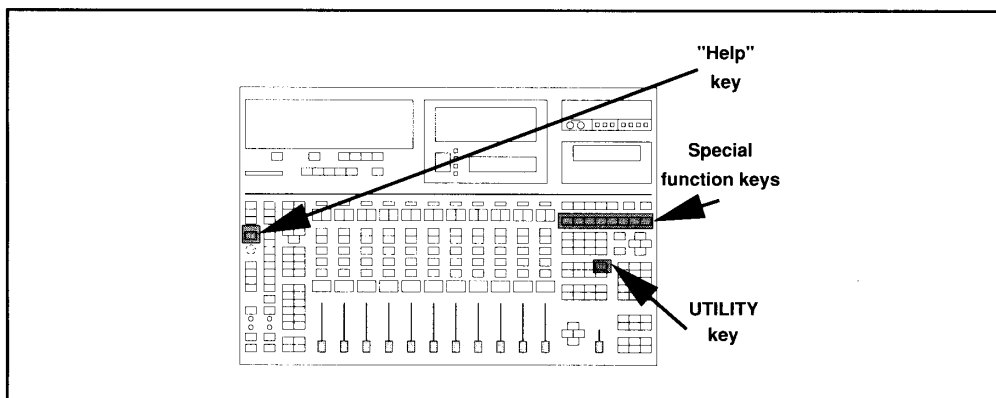 "Help"
key
Special
function keys
UTILITY
key